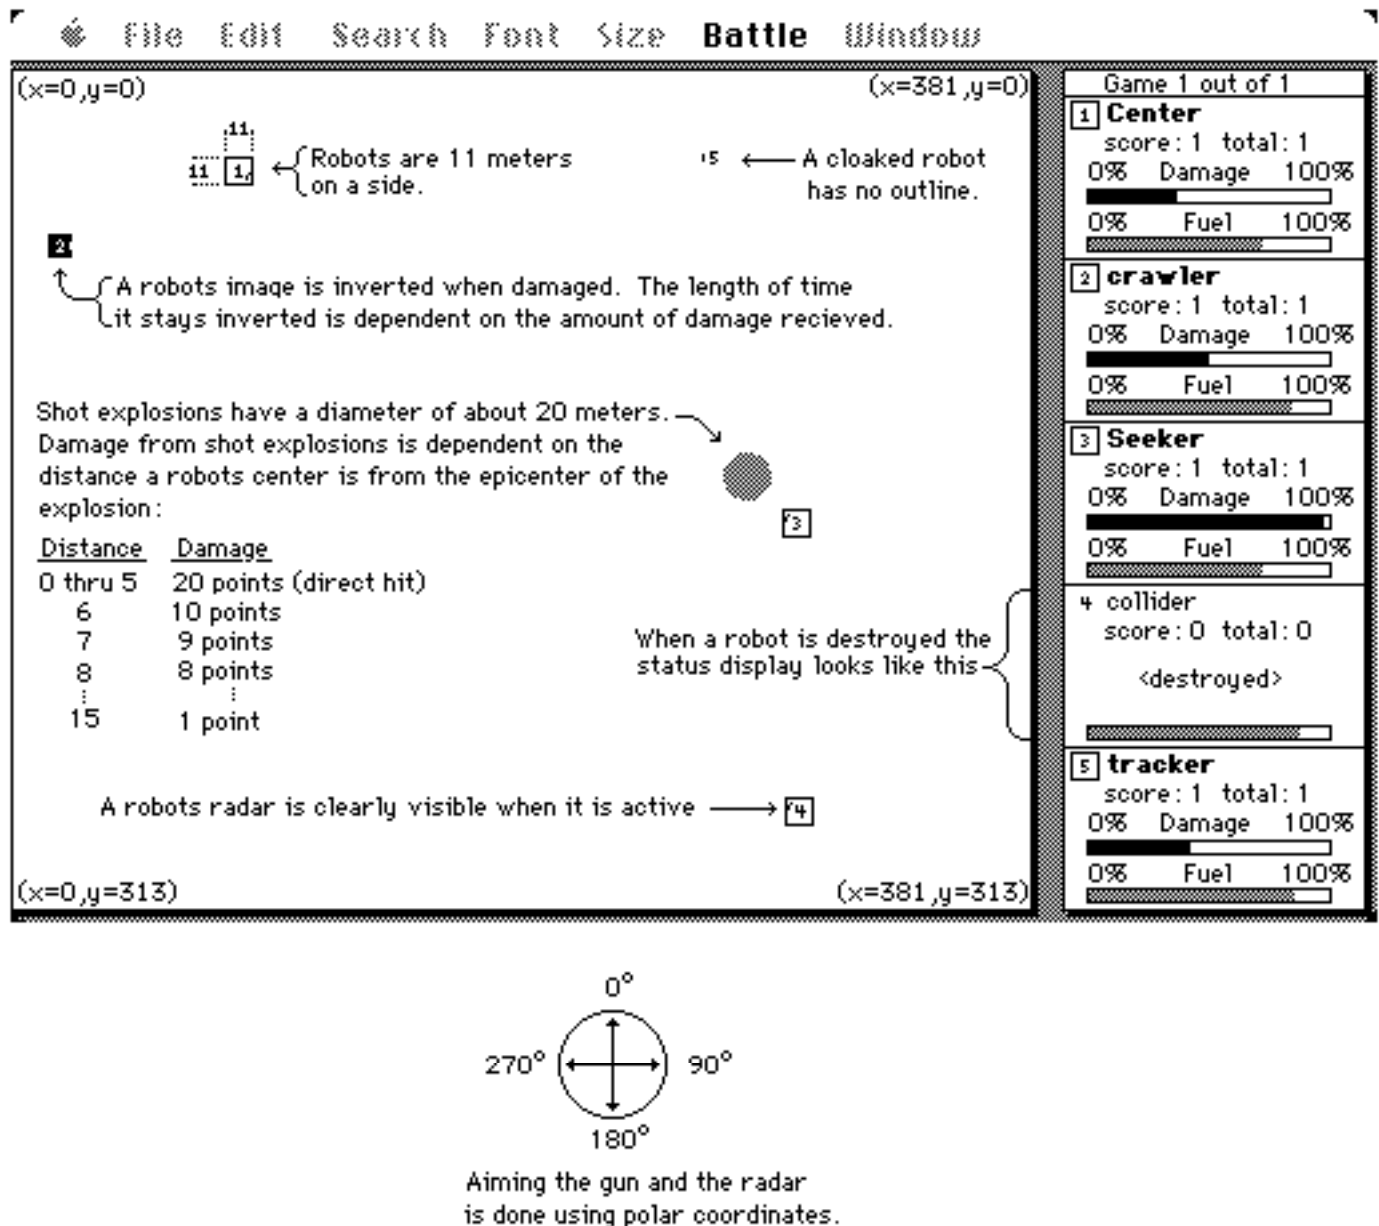 File Edit Search Font Size Battle Window
(x=0,y=0)
(x=381,y=0)
11
11
1
Robots are 11 meters
on a side.
5
A cloaked robot
has no outline.
2
A robots image is inverted when damaged. The length of time
it stays inverted is dependent on the amount of damage recieved.
Shot explosions have a diameter of about 20 meters.
Damage from shot explosions is dependent on the
distance a robots center is from the epicenter of the
explosion:
3
Distance Damage
0 thru 5 20 points (direct hit)
6 10 points
7 9 points
8 8 points
15 1 point
When a robot is destroyed the
status display looks like this
A robots radar is clearly visible when it is active
4
(x=0,y=313)
(x=381,y=313)
Game 1 out of 1
1 Center
score: 1 total: 1
0% Damage 100%
0% Fuel 100%
2 crawler
score: 1 total: 1
0% Damage 100%
0% Fuel 100%
3 Seeker
score: 1 total: 1
0% Damage 100%
0% Fuel 100%
4 collider
score: 0 total: 0
<destroyed>
5 tracker
score: 1 total: 1
0% Damage 100%
0% Fuel 100%
0°
270° 90°
180°
Aiming the gun and the radar
is done using polar coordinates.